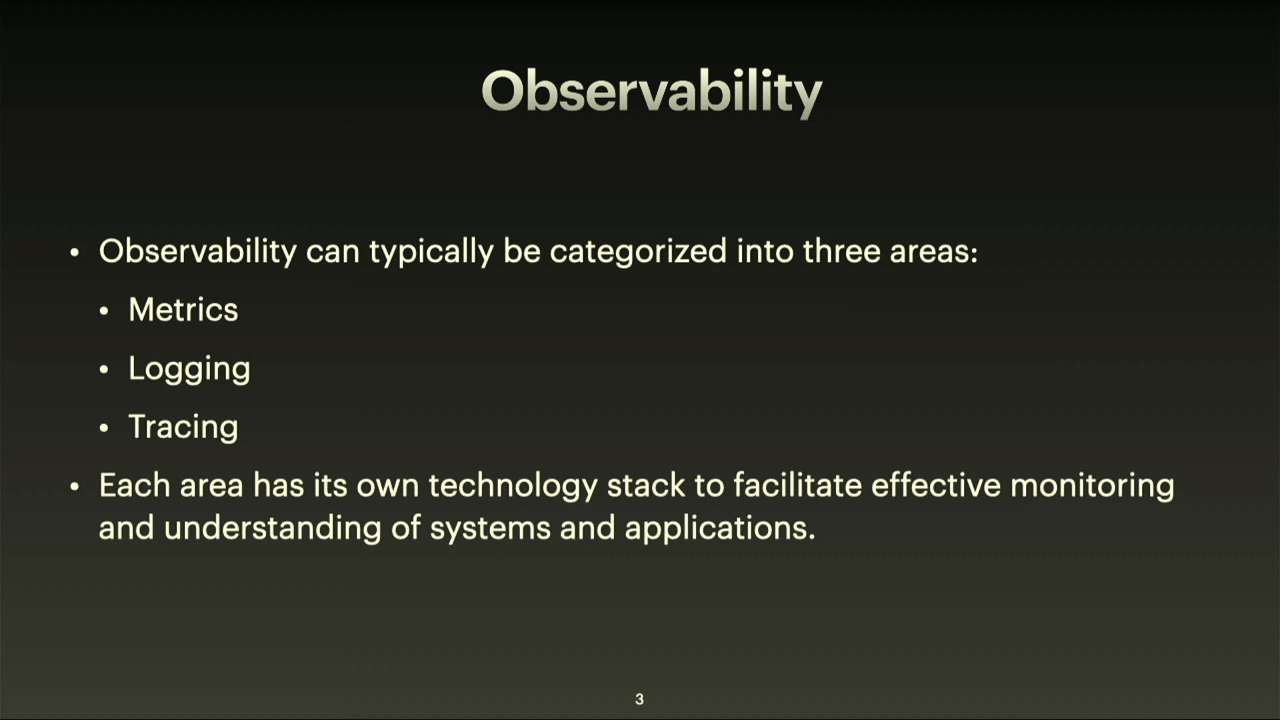 Observability
• Observability can typically be categorized into three areas:
• Metrics
• Logging
• Tracing
• Each area has its own technology stack to facilitate effective monitoring
and understanding of systems and applications.
3